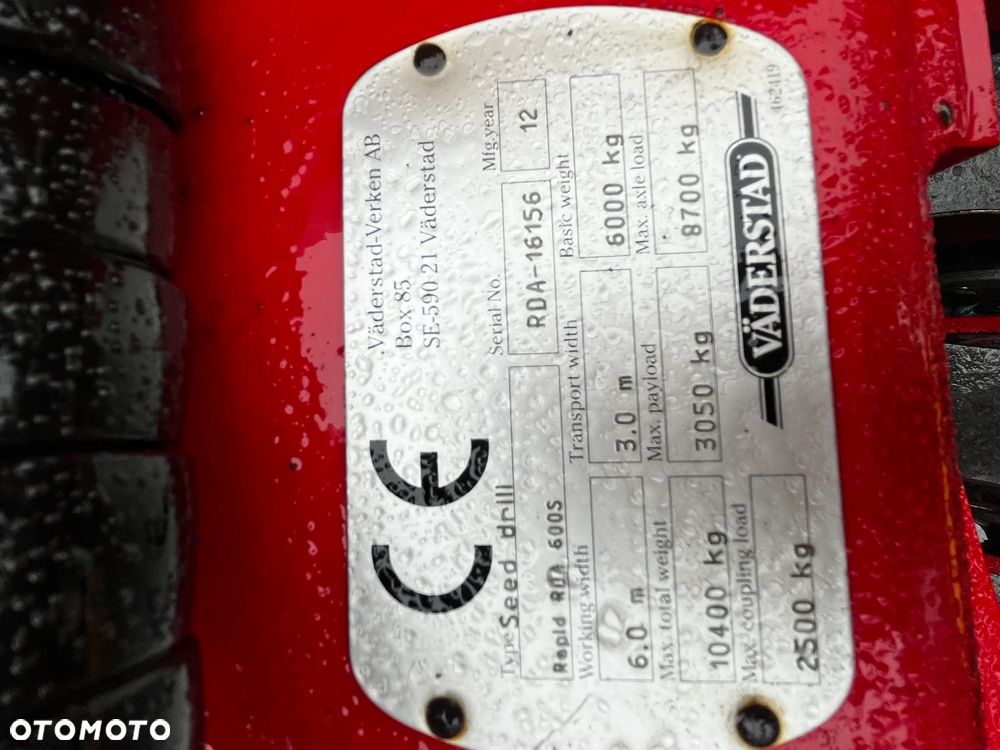 Väderstad-Verken AB
Box 85
SE-590 21 Väderstad
CE
Type Seed drill
Serial No.
Mfg.year
Rapid RDA 600S
RDA-16156
12
Working width
Transport width
Basic weight
6.0 m
3.0 m
6000 kg
Max. total weight
Max. payload
Max. axle load
10400 kg
3050 kg
8700 kg
Max. coupling load
2500 kg
VÄDERSTAD
462419
OTOMOTO